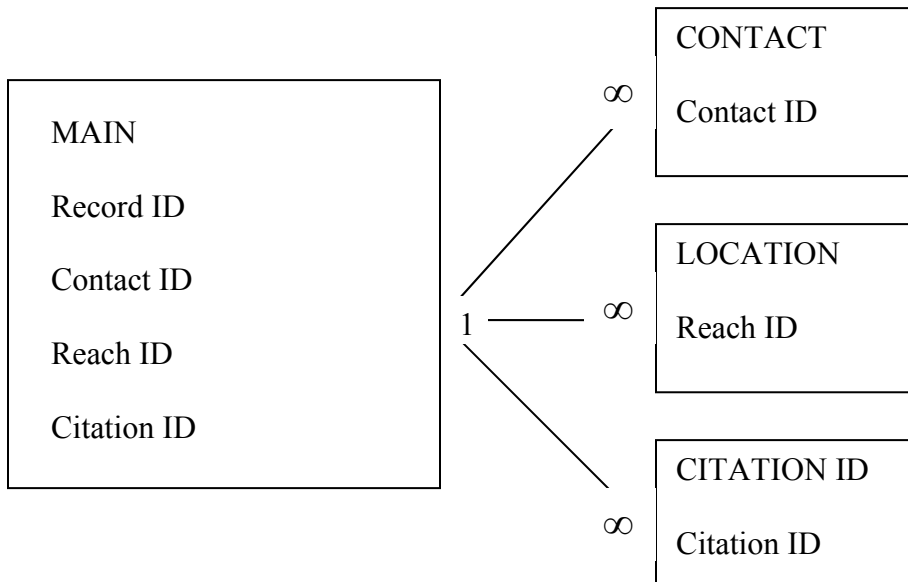 MAIN
Record ID
Contact ID
Reach ID
Citation ID
1
∞
CONTACT
Contact ID
∞
LOCATION
Reach ID
∞
CITATION ID
Citation ID